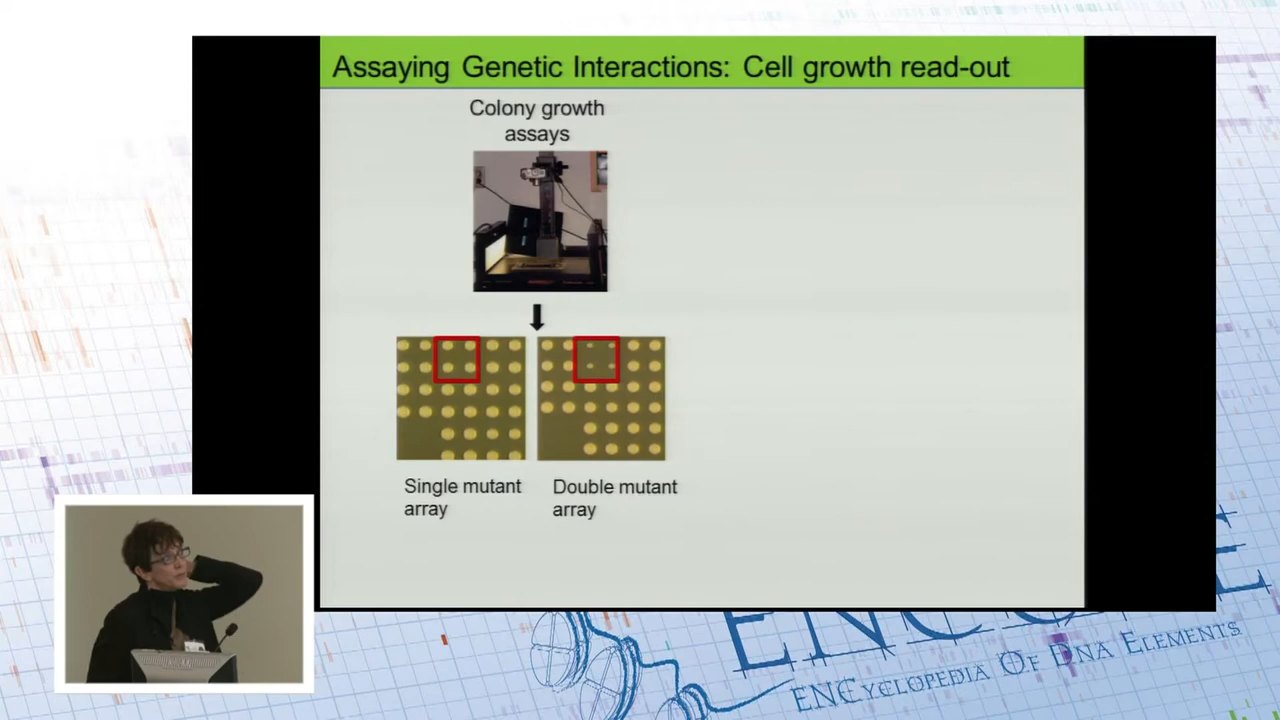 Assaying Genetic Interactions: Cell growth read-out
Colony growth
assays
Single mutant
array
Double mutant
array
ENCyclopedia Of DNA Elements